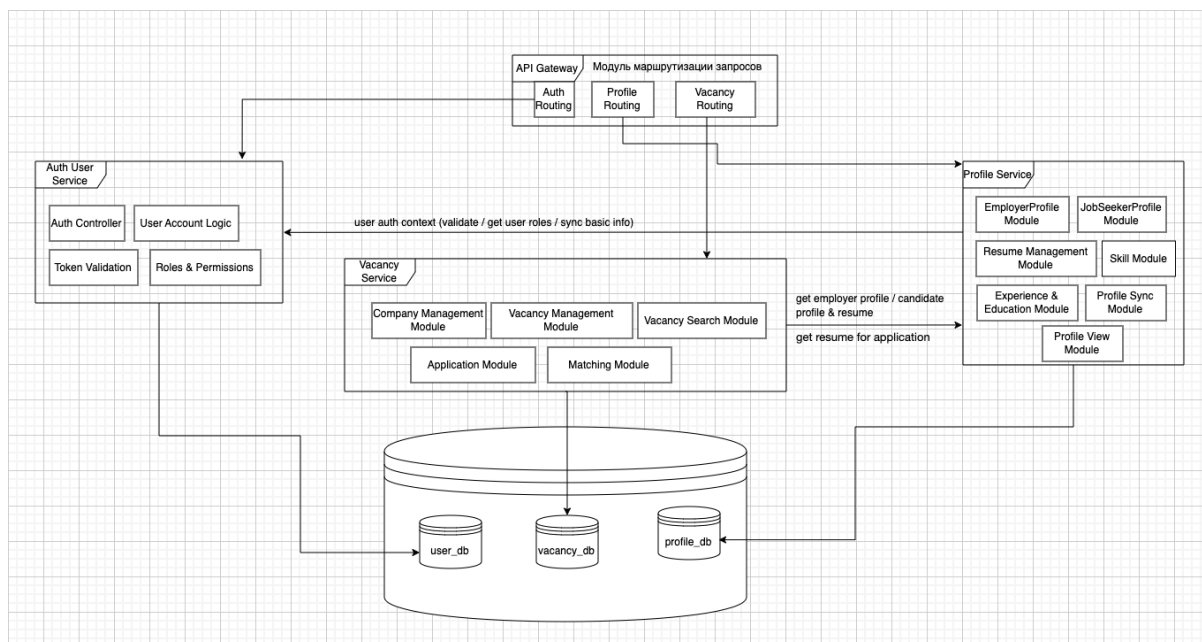 API Gateway
Модуль маршрутизации запросов
Auth
Routing
Profile
Routing
Vacancy
Routing
Auth User
Service
Auth Controller
User Account Logic
Token Validation
Roles & Permissions
user auth context (validate / get user roles / sync basic info)
Profile Service
EmployerProfile
Module
JobSeekerProfile
Module
Resume Management
Module
Skill Module
Experience &
Education Module
Profile Sync
Module
Profile View
Module
Vacancy
Service
Company Management
Module
Vacancy Management
Module
Vacancy Search Module
Application Module
Matching Module
get employer profile / candidate
profile & resume
get resume for application
user_db
vacancy_db
profile_db